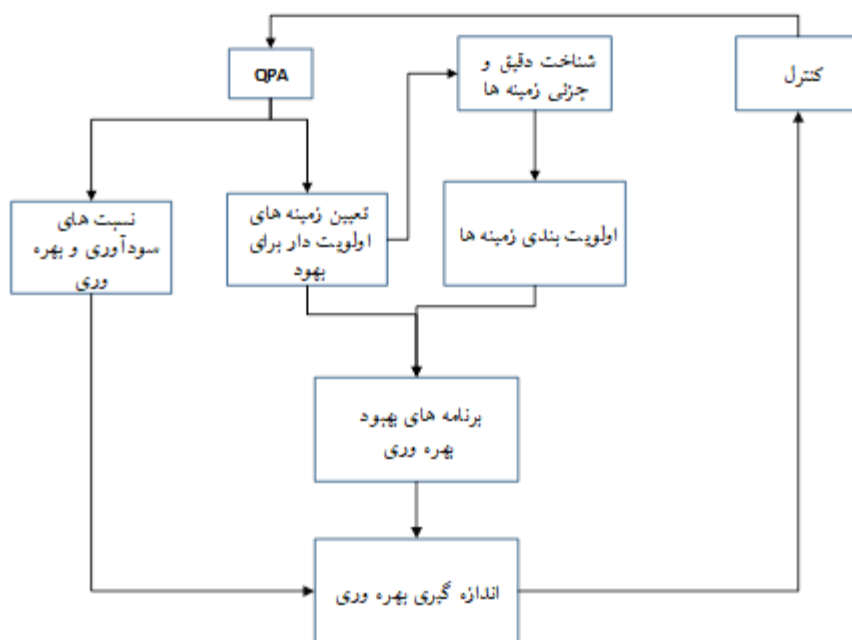 QPA
شناخت دقیق و
جزئی زمینه ها
کنترل
نسبت های
سودآوری و بهره
وری
تعیین زمینه های
اولویت دار برای
بهود
اولویت بندی زمینه ها
برنامه های بهبود
بهره وری
اندازه گیری بهره وری